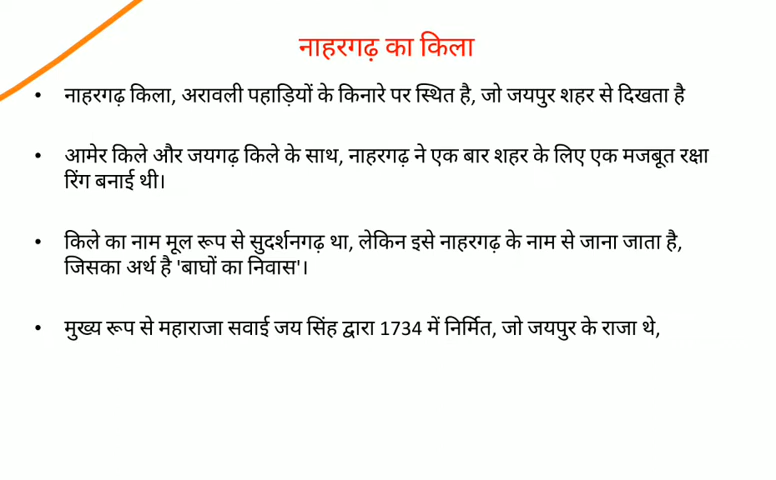 नाहरगढ़ का किला
• नाहरगढ़ किला, अरावली पहाड़ियों के किनारे पर स्थित है, जो जयपुर शहर से दिखता है
• आमेर किले और जयगढ़ किले के साथ, नाहरगढ़ ने एक बार शहर के लिए एक मजबूत रक्षा
रिंग बनाई थी।
• किले का नाम मूल रूप से सुदर्शनगढ़ था, लेकिन इसे नाहरगढ़ के नाम से जाना जाता है,
जिसका अर्थ है 'बाघों का निवास'।
• मुख्य रूप से महाराजा सवाई जय सिंह द्वारा 1734 में निर्मित, जो जयपुर के राजा थे,